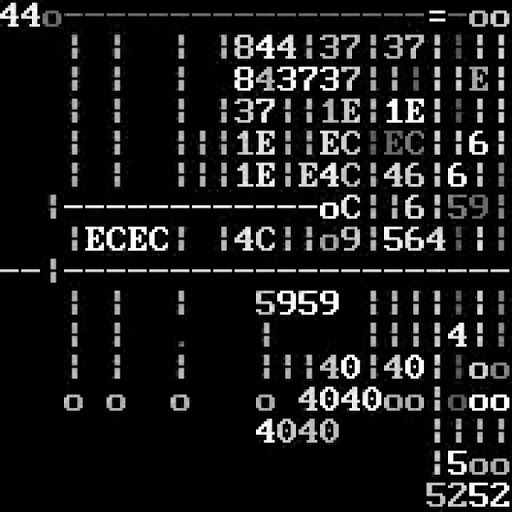 44o-----------------=-oo
¦ ¦  ¦ ¦844¦37¦37¦¦¦¦
¦ ¦  ¦  843737¦¦¦¦¦E¦
¦ ¦  ¦ ¦37¦¦1E¦1E¦¦¦¦
¦ ¦  ¦¦¦1E¦¦EC¦EC¦¦6¦
¦ ¦  ¦¦¦1E¦E4C¦46¦6¦¦
¦------------oC¦¦6¦59¦
¦ECEC¦ ¦4C¦¦o9¦564¦¦¦
--¦---------------------
¦ ¦  ¦   5959 ¦¦¦¦¦¦¦
¦ ¦  .   ¦    ¦¦¦¦4¦¦
¦ ¦  ¦   ¦¦¦40¦40¦¦oo
o o  o   o 4040oo¦ooo
4040    ¦¦¦¦
¦5oo
5252